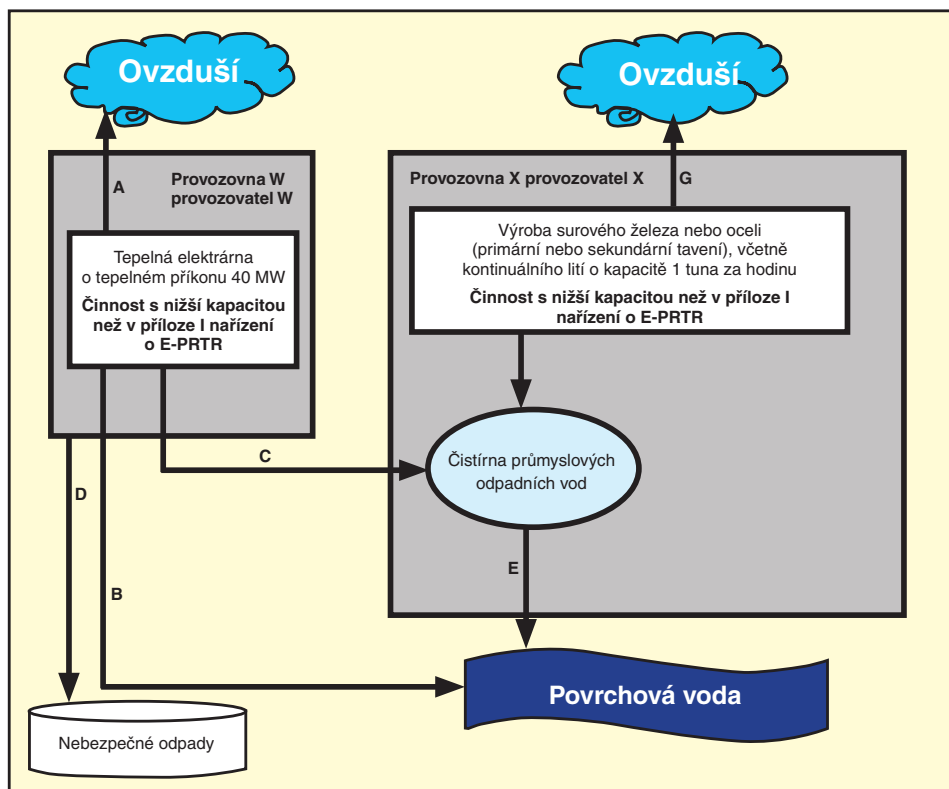 Ovzduší
Ovzduší
A
Provozovna W
provozovatel W
Provozovna X provozovatel X
G
Tepelná elektrárna
o tepelném příkonu 40 MW
Činnost s nižší kapacitou
než v příloze I nařízení
o E-PRTR
Výroba surového železa nebo oceli
(primární nebo sekundární tavení), včetně
kontinuálního lití o kapacitě 1 tuna za hodinu
Činnost s nižší kapacitou než v příloze I
nařízení o E-PRTR
C
Čistírna průmyslových
odpadních vod
D
E
B
Povrchová voda
Nebezpečné odpady